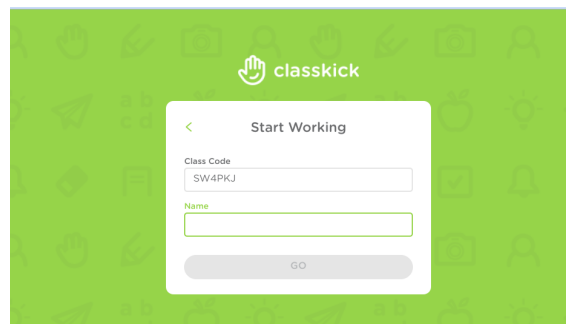 classkick
Start Working
Class Code
SW4PKJ
Name
GO
a b
c d
a b
a b
a b